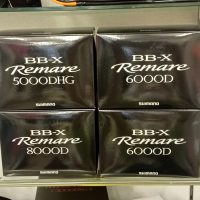 BB-X
Remare
5000DHG
SHIMANO
BB-X
Remare
6000D
SHIMANO
BB-X
Remare
8000D
SHIMANO
BB-X
Remare
6000D
SHIMANO